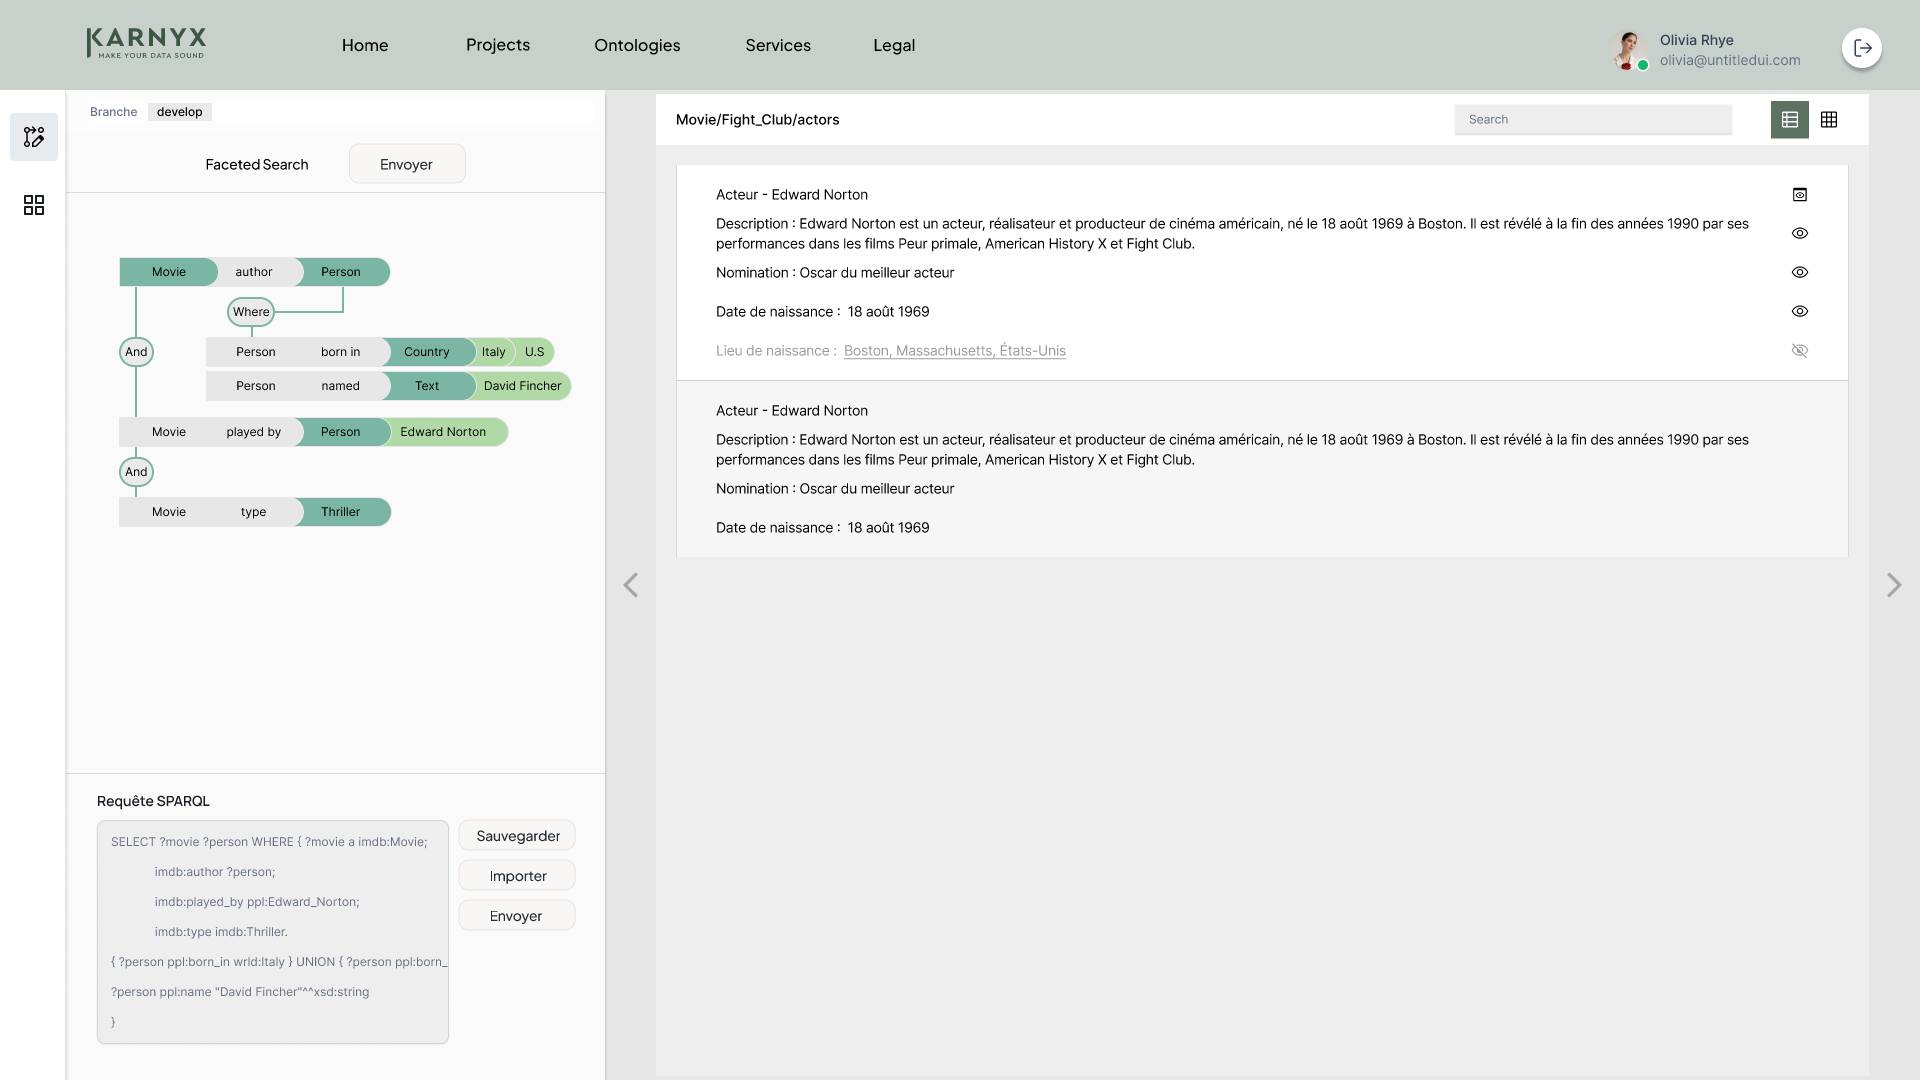 KARNYX
MAKE YOUR DATA SOUND
Home
Projects
Ontologies
Services
Legal
Olivia Rhye
olivia@untitledui.com
Branche
develop
Faceted Search
Envoyer
Movie author Person
Where
And
Person born in Country Italy U.S
Person named Text David Fincher
Movie played by Person Edward Norton
And
Movie type Thriller
Requête SPARQL
SELECT ?movie ?person WHERE { ?movie a imdb:Movie;
imdb:author ?person;
imdb:played_by ppl:Edward_Norton;
imdb:type imdb:Thriller.
{ ?person ppl:born_in wrld:Italy } UNION { ?person ppl:born_
?person ppl:name "David Fincher"^^xsd:string
}
Sauvegarder
Importer
Envoyer
Movie/Fight_Club/actors
Search
Acteur - Edward Norton
Description : Edward Norton est un acteur, réalisateur et producteur de cinéma américain, né le 18 août 1969 à Boston. Il est révélé à la fin des années 1990 par ses
performances dans les films Peur primale, American History X et Fight Club.
Nomination : Oscar du meilleur acteur
Date de naissance : 18 août 1969
Lieu de naissance : Boston, Massachusetts, États-Unis
Acteur - Edward Norton
Description : Edward Norton est un acteur, réalisateur et producteur de cinéma américain, né le 18 août 1969 à Boston. Il est révélé à la fin des années 1990 par ses
performances dans les films Peur primale, American History X et Fight Club.
Nomination : Oscar du meilleur acteur
Date de naissance : 18 août 1969